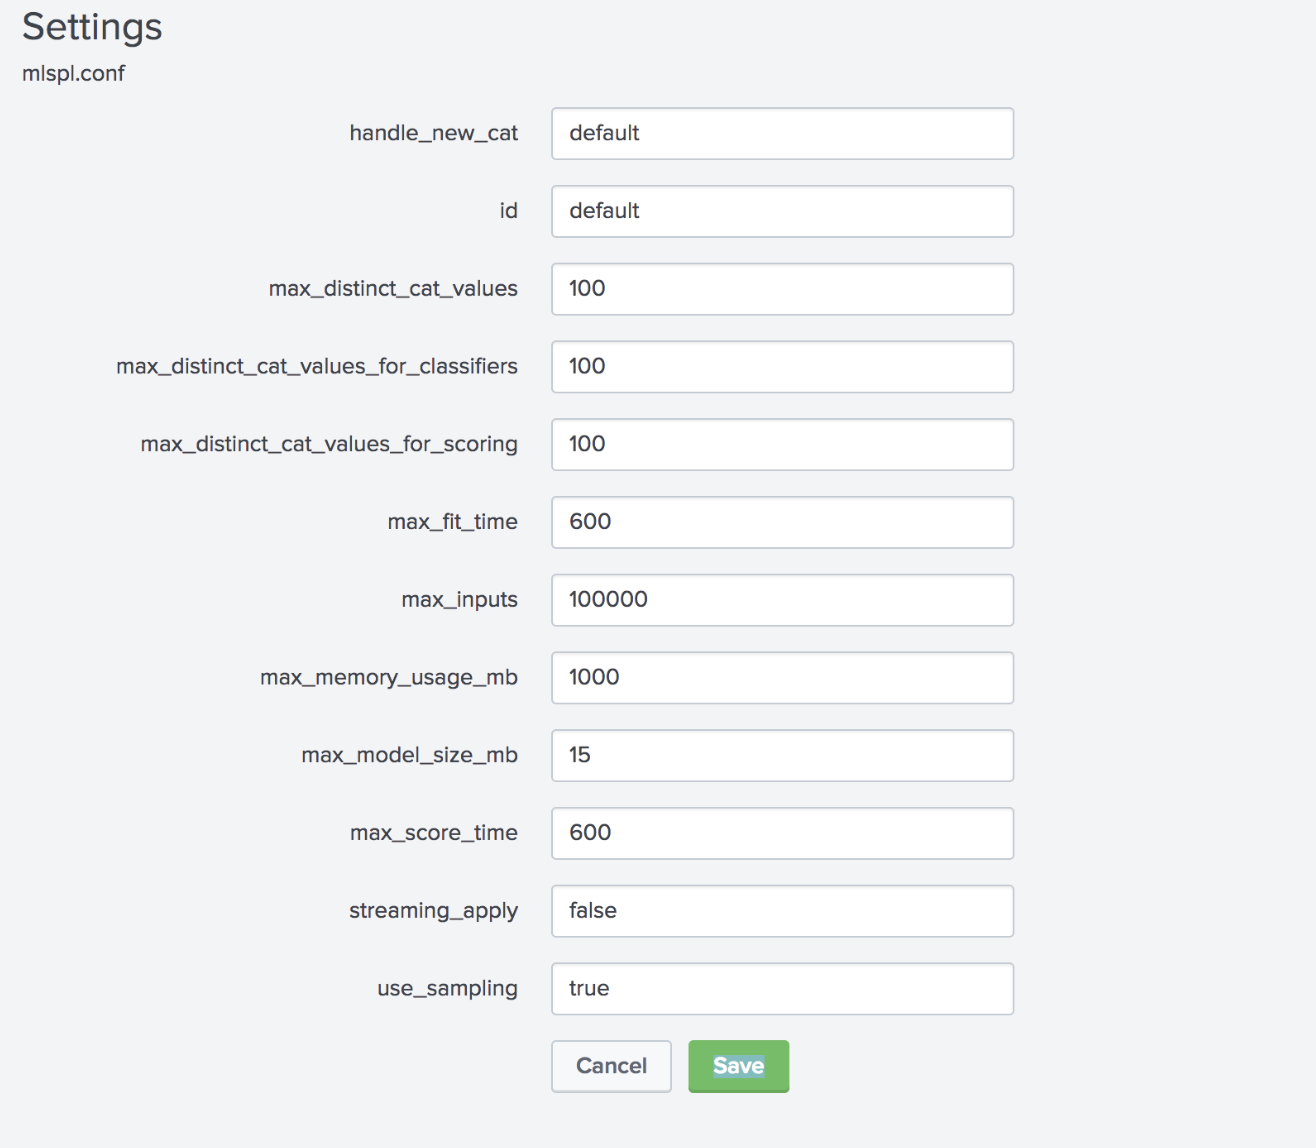 Settings
mlspl.conf
handle_new_cat default
id default
max_distinct_cat_values 100
max_distinct_cat_values_for_classifiers 100
max_distinct_cat_values_for_scoring 100
max_fit_time 600
max_inputs 100000
max_memory_usage_mb 1000
max_model_size_mb 15
max_score_time 600
streaming_apply false
use_sampling true
Cancel Save